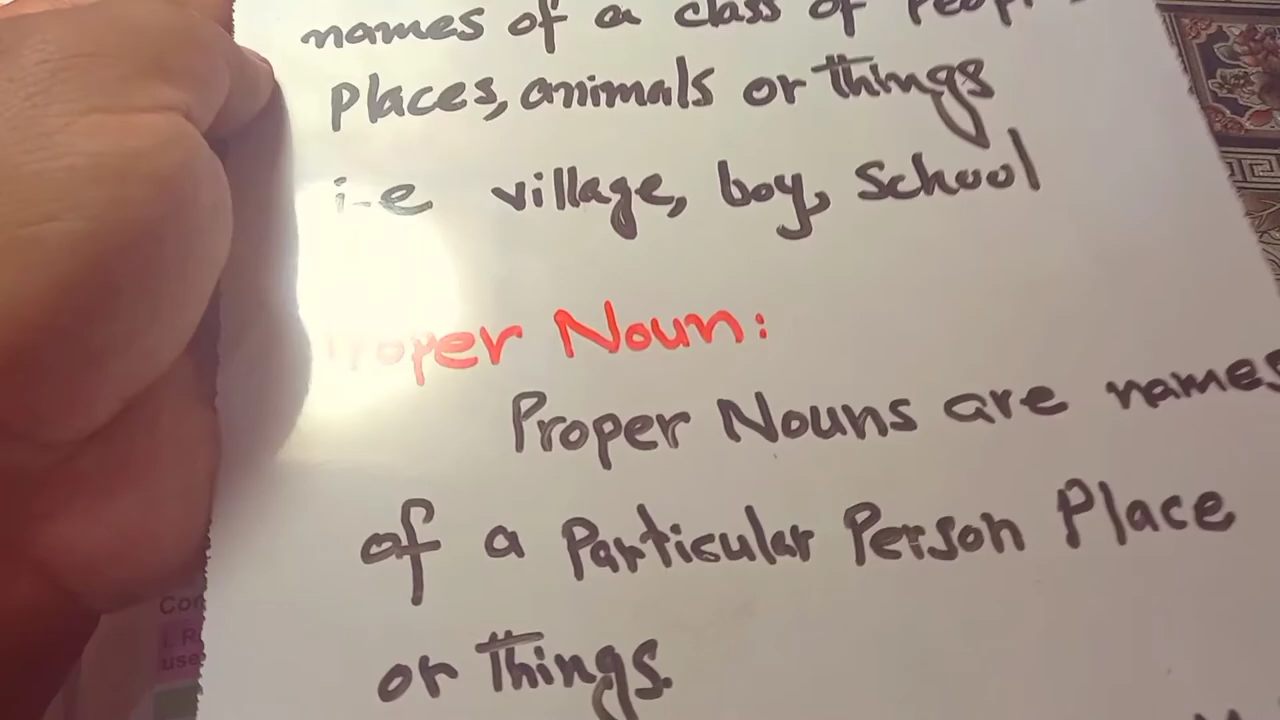 names of a class of
places, animals or things
i-e village, boy, school
Proper Noun:
Proper Nouns are names
of a Particular Person Place
or things.